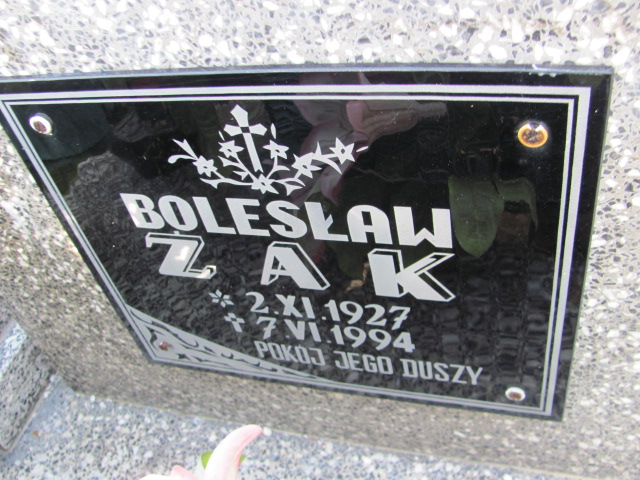 BOLESŁAW
ŻAK
* 2.XI.1927
✝ 7.VI.1994
POKÓJ JEGO DUSZY